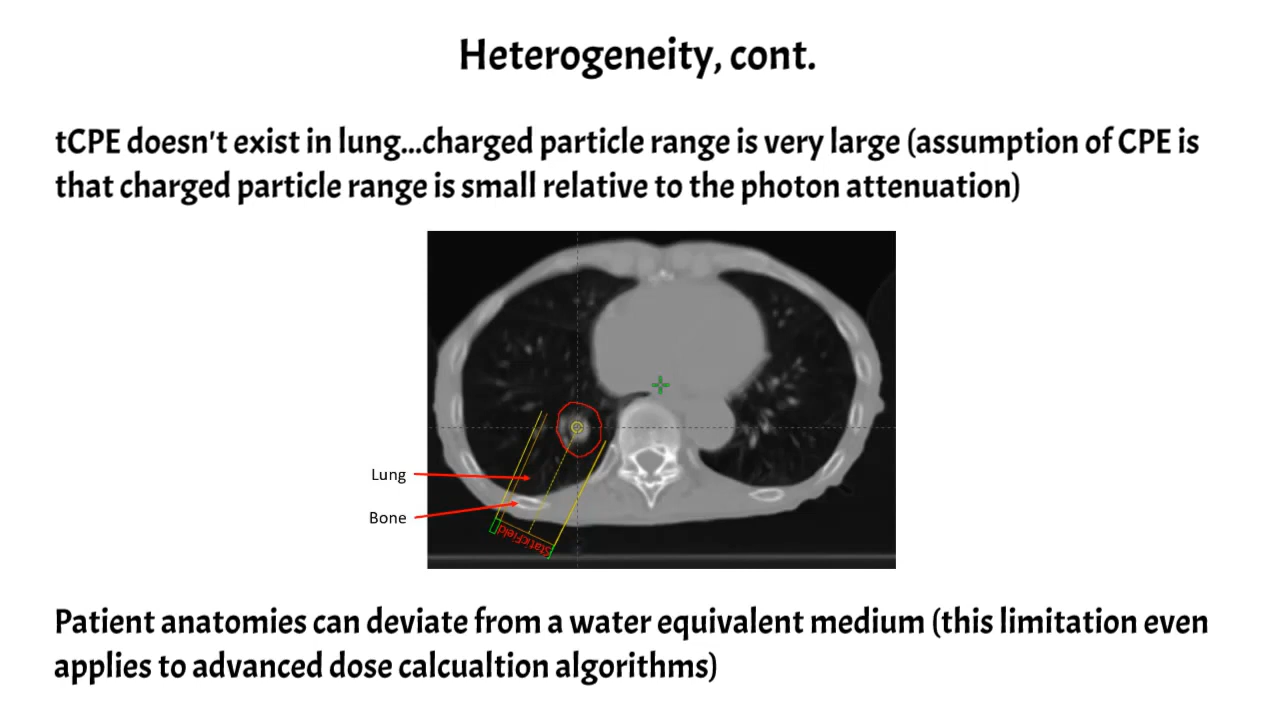 Heterogeneity, cont.
tCPE doesn't exist in lung...charged particle range is very large (assumption of CPE is
that charged particle range is small relative to the photon attenuation)
Lung
Bone
StaticField
Patient anatomies can deviate from a water equivalent medium (this limitation even
applies to advanced dose calcualtion algorithms)